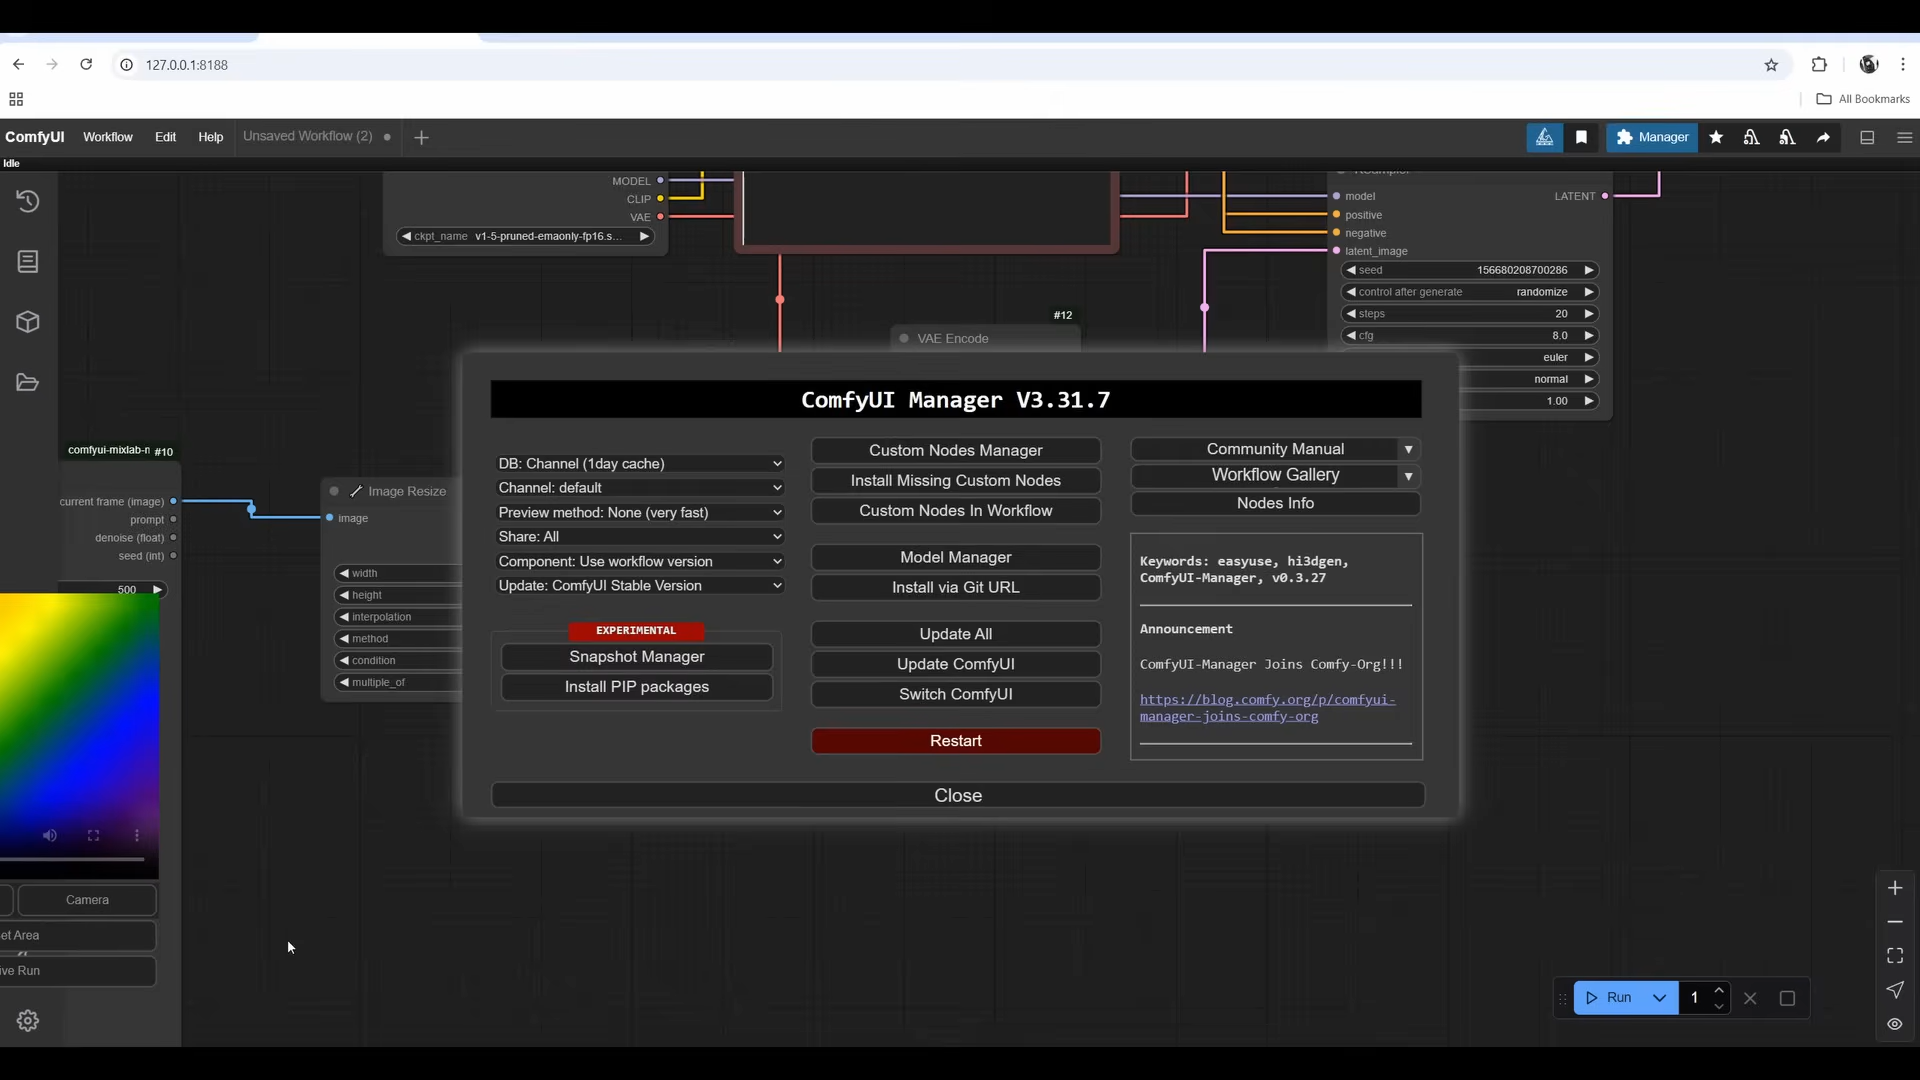 127.0.0.1:8188
All Bookmarks
ComfyUI
Workflow
Edit
Help
Unsaved Workflow (2)
Manager
Idle
MODEL
CLIP
VAE
ckpt_name v1-5-pruned-emaonly-fp16.s...
model
LATENT
positive
negative
latent_image
seed 156680208700286
control after generate randomize
steps 20
cfg 8.0
euler
normal
1.00
#12
VAE Encode
comfyui-mixlab-n #10
current frame (image)
prompt
denoise (float)
seed (int)
500
Image Resize
image
width
height
interpolation
method
condition
multiple_of
Camera
et Area
ive Run
ComfyUI Manager V3.31.7
DB: Channel (1day cache)
Channel: default
Preview method: None (very fast)
Share: All
Component: Use workflow version
Update: ComfyUI Stable Version
EXPERIMENTAL
Snapshot Manager
Install PIP packages
Custom Nodes Manager
Install Missing Custom Nodes
Custom Nodes In Workflow
Model Manager
Install via Git URL
Update All
Update ComfyUI
Switch ComfyUI
Restart
Community Manual
Workflow Gallery
Nodes Info
Keywords: easyuse, hi3dgen,
ComfyUI-Manager, v0.3.27
Announcement
ComfyUI-Manager Joins Comfy-Org!!!
https://blog.comfy.org/p/comfyui-
manager-joins-comfy-org
Close
Run
1